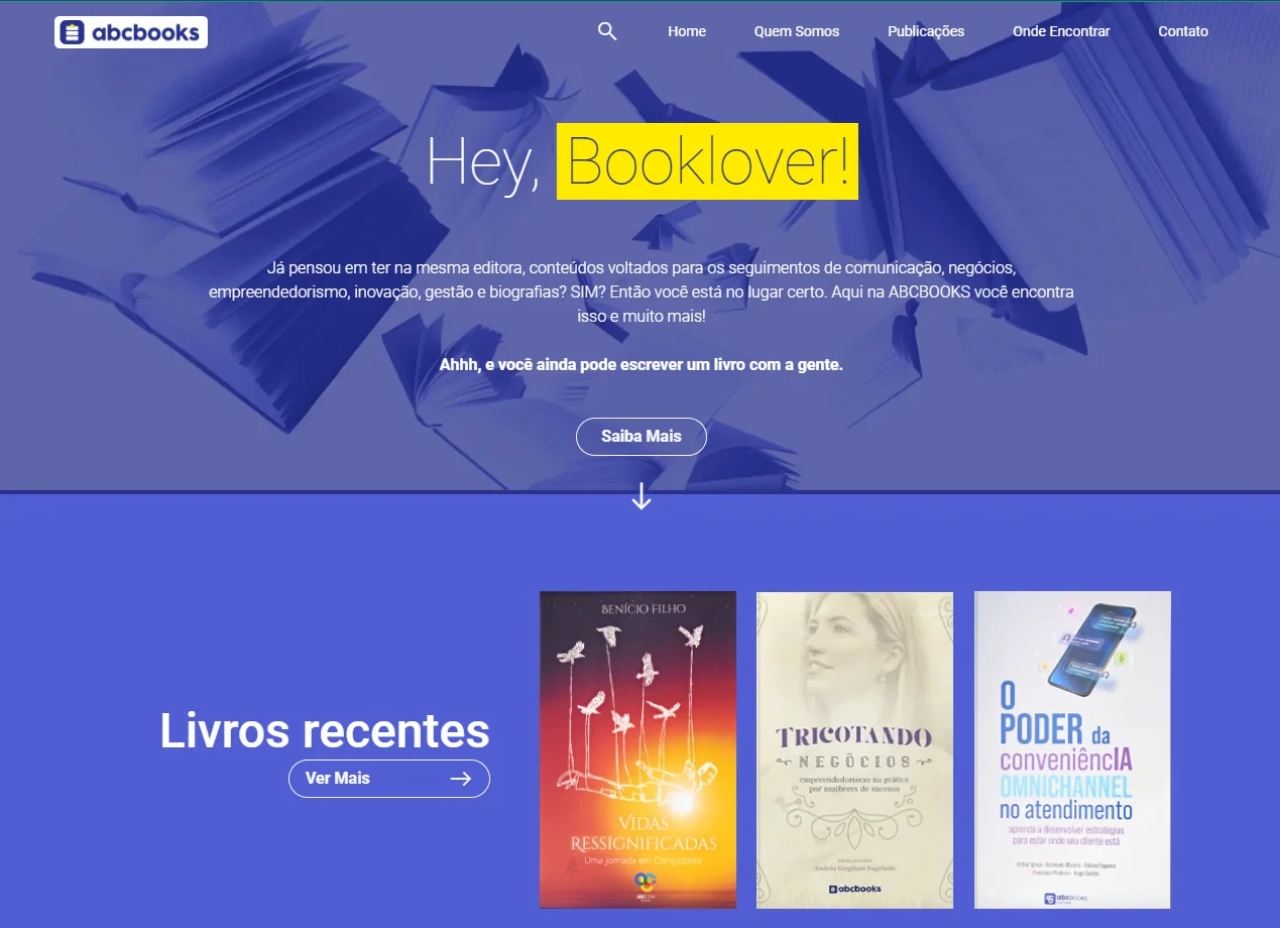 abcbooks
Home
Quem Somos
Publicações
Onde Encontrar
Contato
Hey, Booklover!
Já pensou em ter na mesma editora, conteúdos voltados para os seguimentos de comunicação, negócios,
empreendedorismo, inovação, gestão e biografias? SIM? Então você está no lugar certo. Aqui na ABCBOOKS você encontra
isso e muito mais!
Ahhh, e você ainda pode escrever um livro com a gente.
Saiba Mais
Livros recentes
Ver Mais
BENÍCIO FILHO
VIDAS
RESSIGNIFICADAS
Uma jornada em Compostela
TRICOTANDO
NEGÓCIOS
empreendedorismo na prática
por mulheres de sucesso
abcbooks
O
PODER da
conveniêncIA
OMNICHANNEL
no atendimento
aprenda a desenvolver estratégias
para estar onde seu cliente está
abcbooks